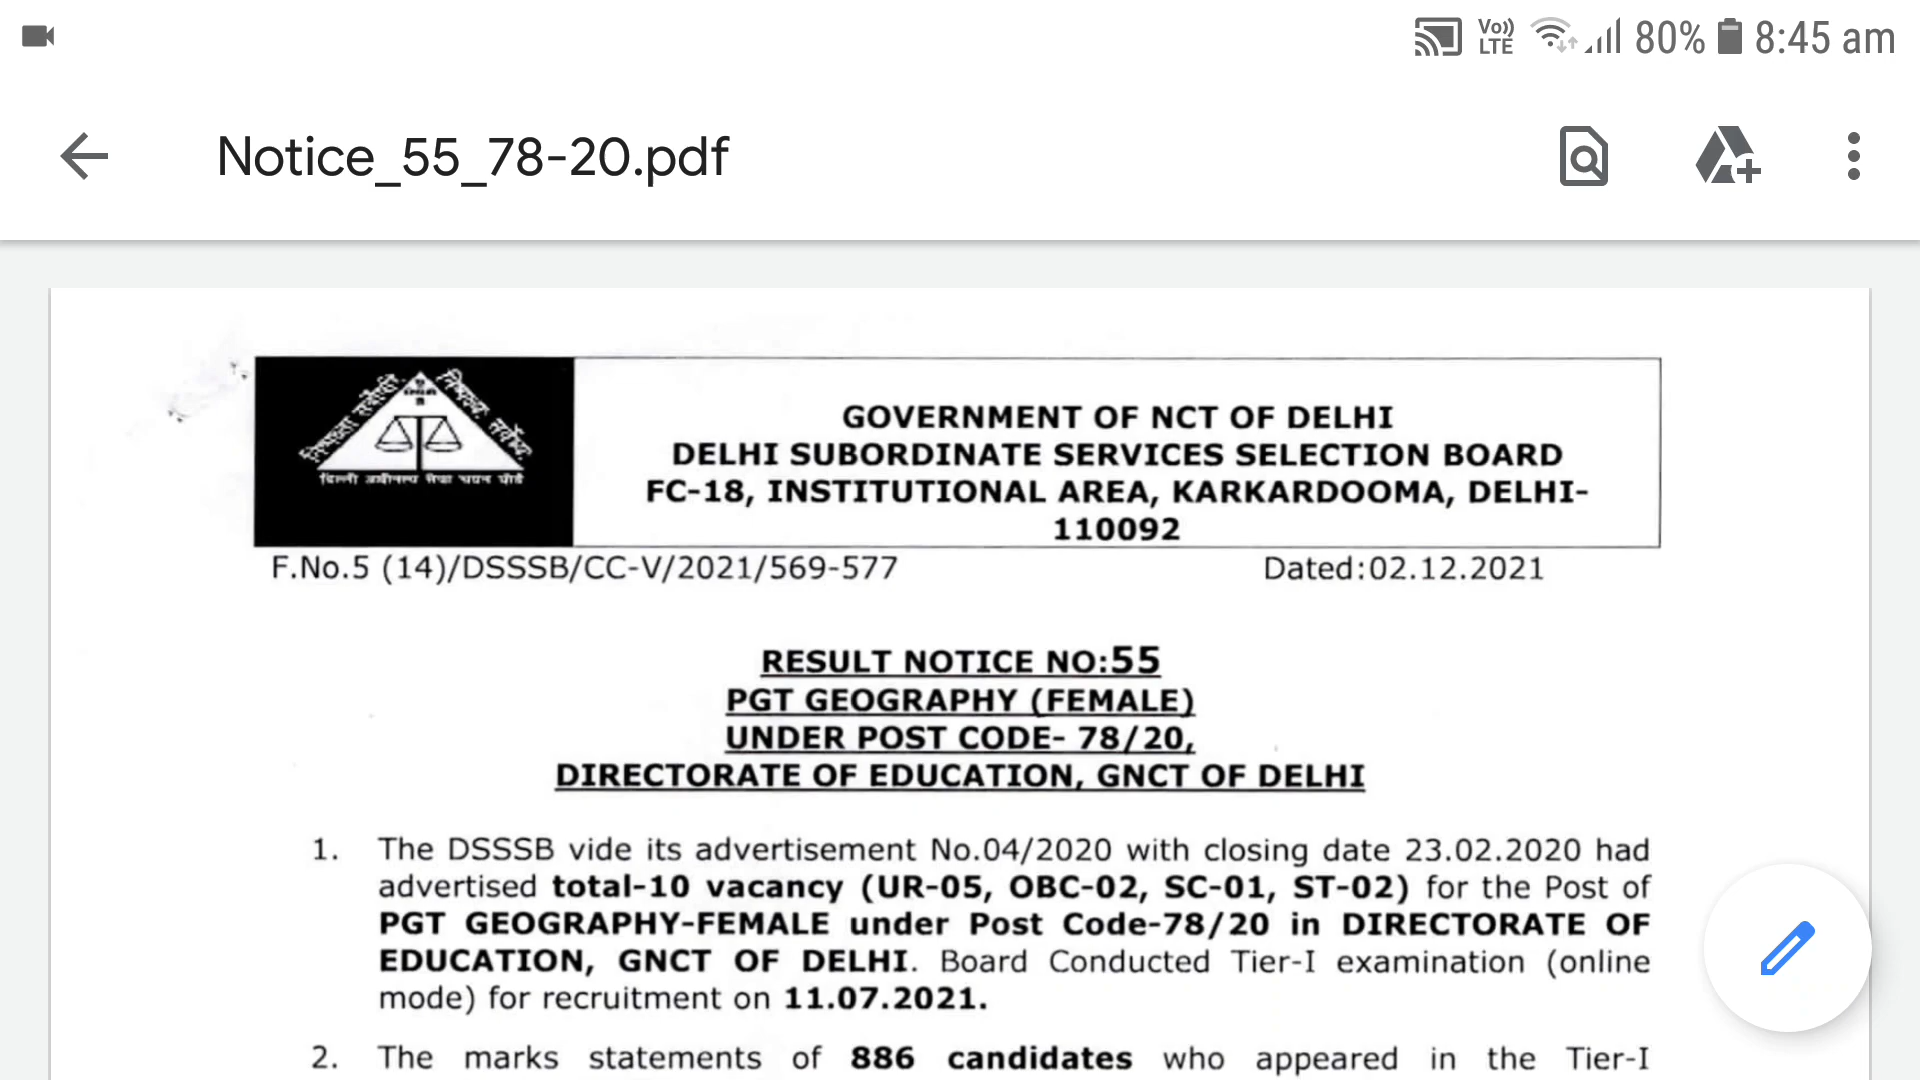 Vo)) LTE 80% 8:45 am
Notice_55_78-20.pdf
दिल्ली अधीनस्थ सेवा चयन बोर्ड
GOVERNMENT OF NCT OF DELHI
DELHI SUBORDINATE SERVICES SELECTION BOARD
FC-18, INSTITUTIONAL AREA, KARKARDOOMA, DELHI-
110092
F.No.5 (14)/DSSSB/CC-V/2021/569-577 Dated:02.12.2021
RESULT NOTICE NO:55
PGT GEOGRAPHY (FEMALE)
UNDER POST CODE- 78/20,
DIRECTORATE OF EDUCATION, GNCT OF DELHI
1. The DSSSB vide its advertisement No.04/2020 with closing date 23.02.2020 had
advertised total-10 vacancy (UR-05, OBC-02, SC-01, ST-02) for the Post of
PGT GEOGRAPHY-FEMALE under Post Code-78/20 in DIRECTORATE OF
EDUCATION, GNCT OF DELHI. Board Conducted Tier-I examination (online
mode) for recruitment on 11.07.2021.
2. The marks statements of 886 candidates who appeared in the Tier-I